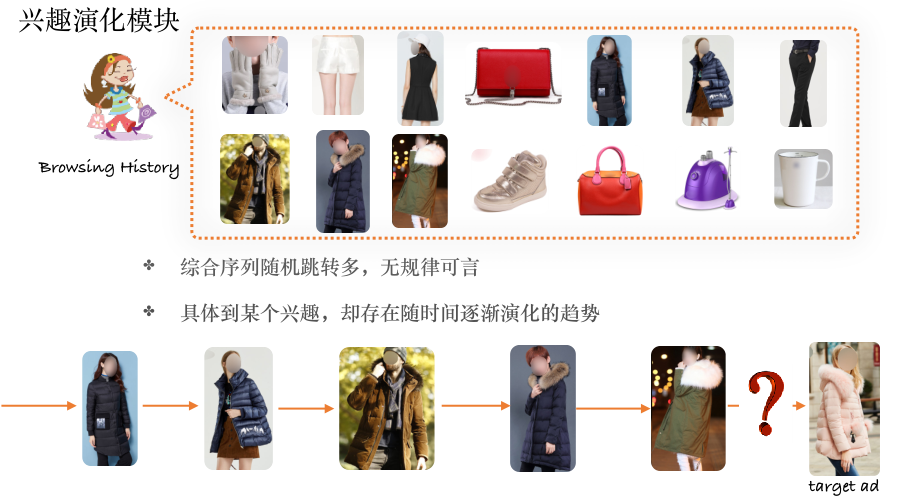 兴趣演化模块
Browsing History
综合序列随机跳转多，无规律可言
具体到某个兴趣，却存在随时间逐渐演化的趋势
?
target ad